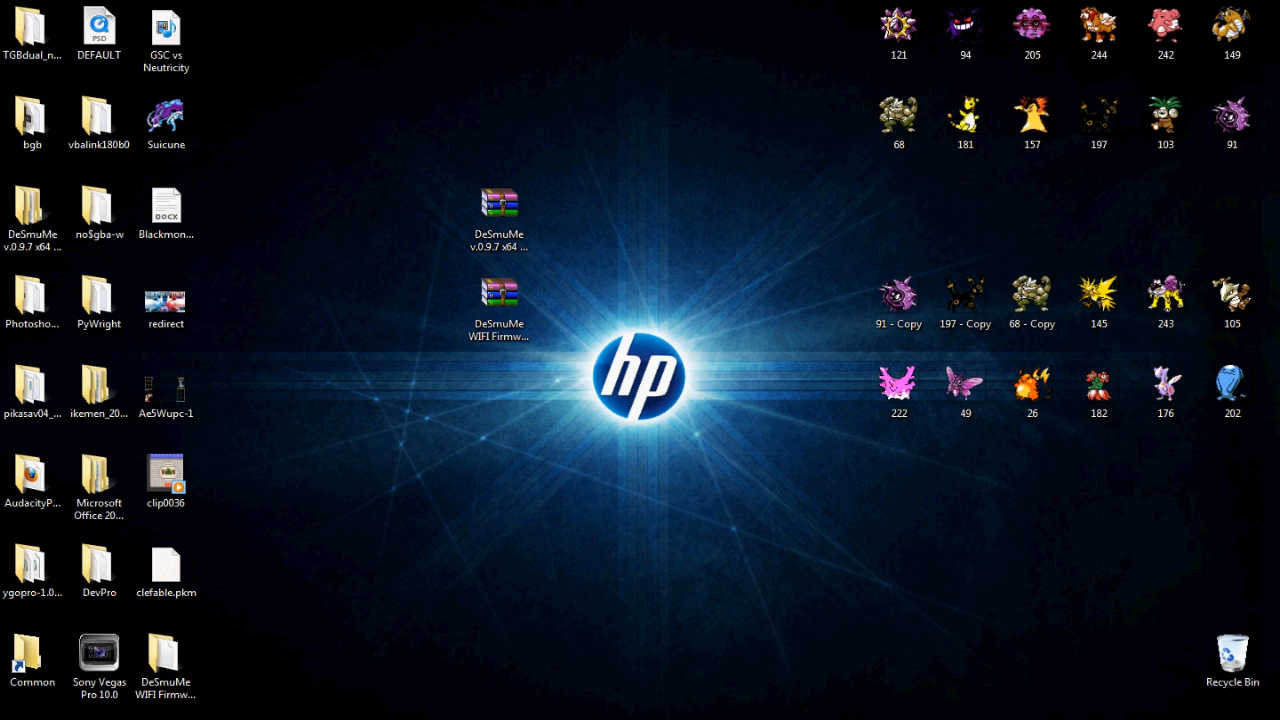 TGBdual_n...
DEFAULT
GSC vs
Neutricity
121
94
205
244
242
149
bgb
vbalink180b0
Suicune
68
181
157
197
103
91
DeSmuMe
v.0.9.7 x64 ...
no$gba-w
DOCX
Blackmon...
DeSmuMe
v.0.9.7 x64 ...
Photosho...
PyWright
redirect
DeSmuMe
WIFI Firmw...
91 - Copy
197 - Copy
68 - Copy
145
243
105
hp
pikasav04_...
ikemen_20...
Ae5Wupc-1
222
49
26
182
176
202
AudacityP...
Microsoft
Office 20...
clip0036
ygopro-1.0...
DevPro
clefable.pkm
Common
Sony Vegas
Pro 10.0
DeSmuMe
WIFI Firmw...
Recycle Bin
PSD